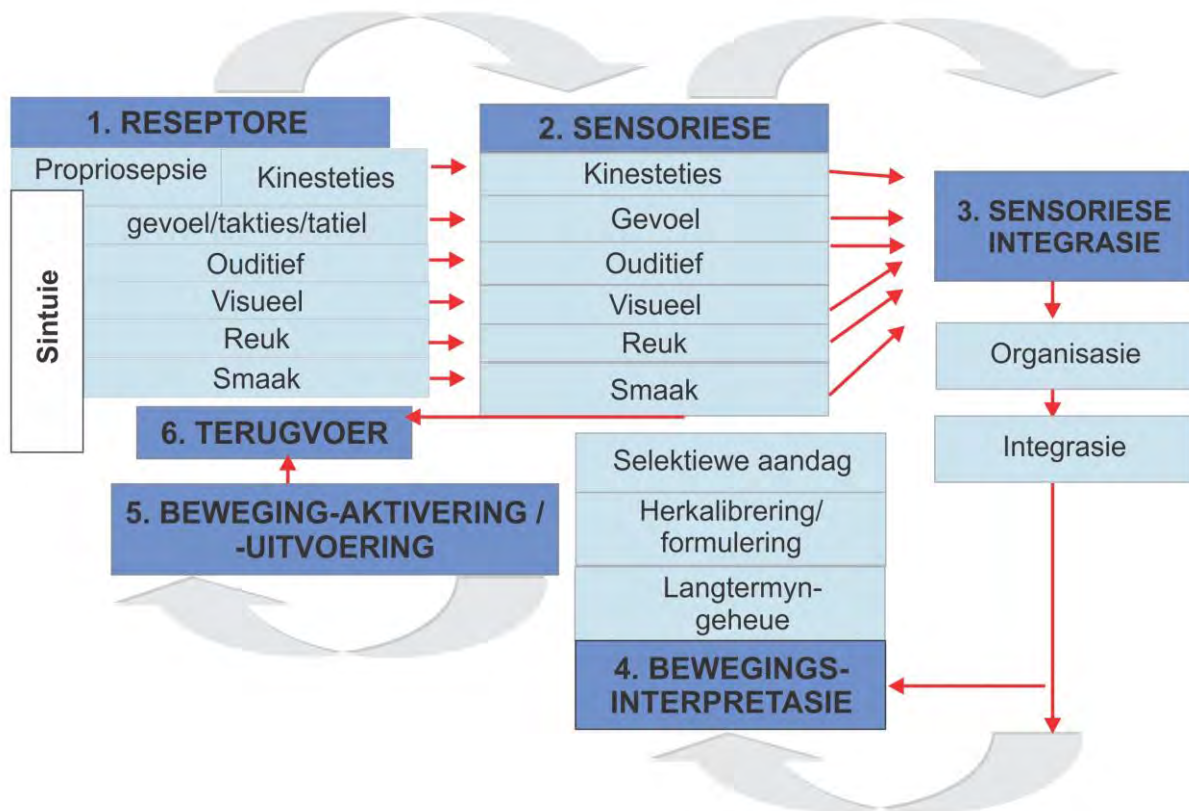 1. RESEPTORE
Propriosepsie
Kinesteties
gevoel/takties/tatiel
Ouditief
Visueel
Reuk
Smaak
Sintuie
2. SENSORIESE
Kinesteties
Gevoel
Ouditief
Visueel
Reuk
Smaak
3. SENSORIESE
INTEGRASIE
Organisasie
Integrasie
Selektiewe aandag
Herkalibrering/
formulering
Langtermyn-
geheue
4. BEWEGINGS-
INTERPRETASIE
5. BEWEGING-AKTIVERING /
-UITVOERING
6. TERUGVOER